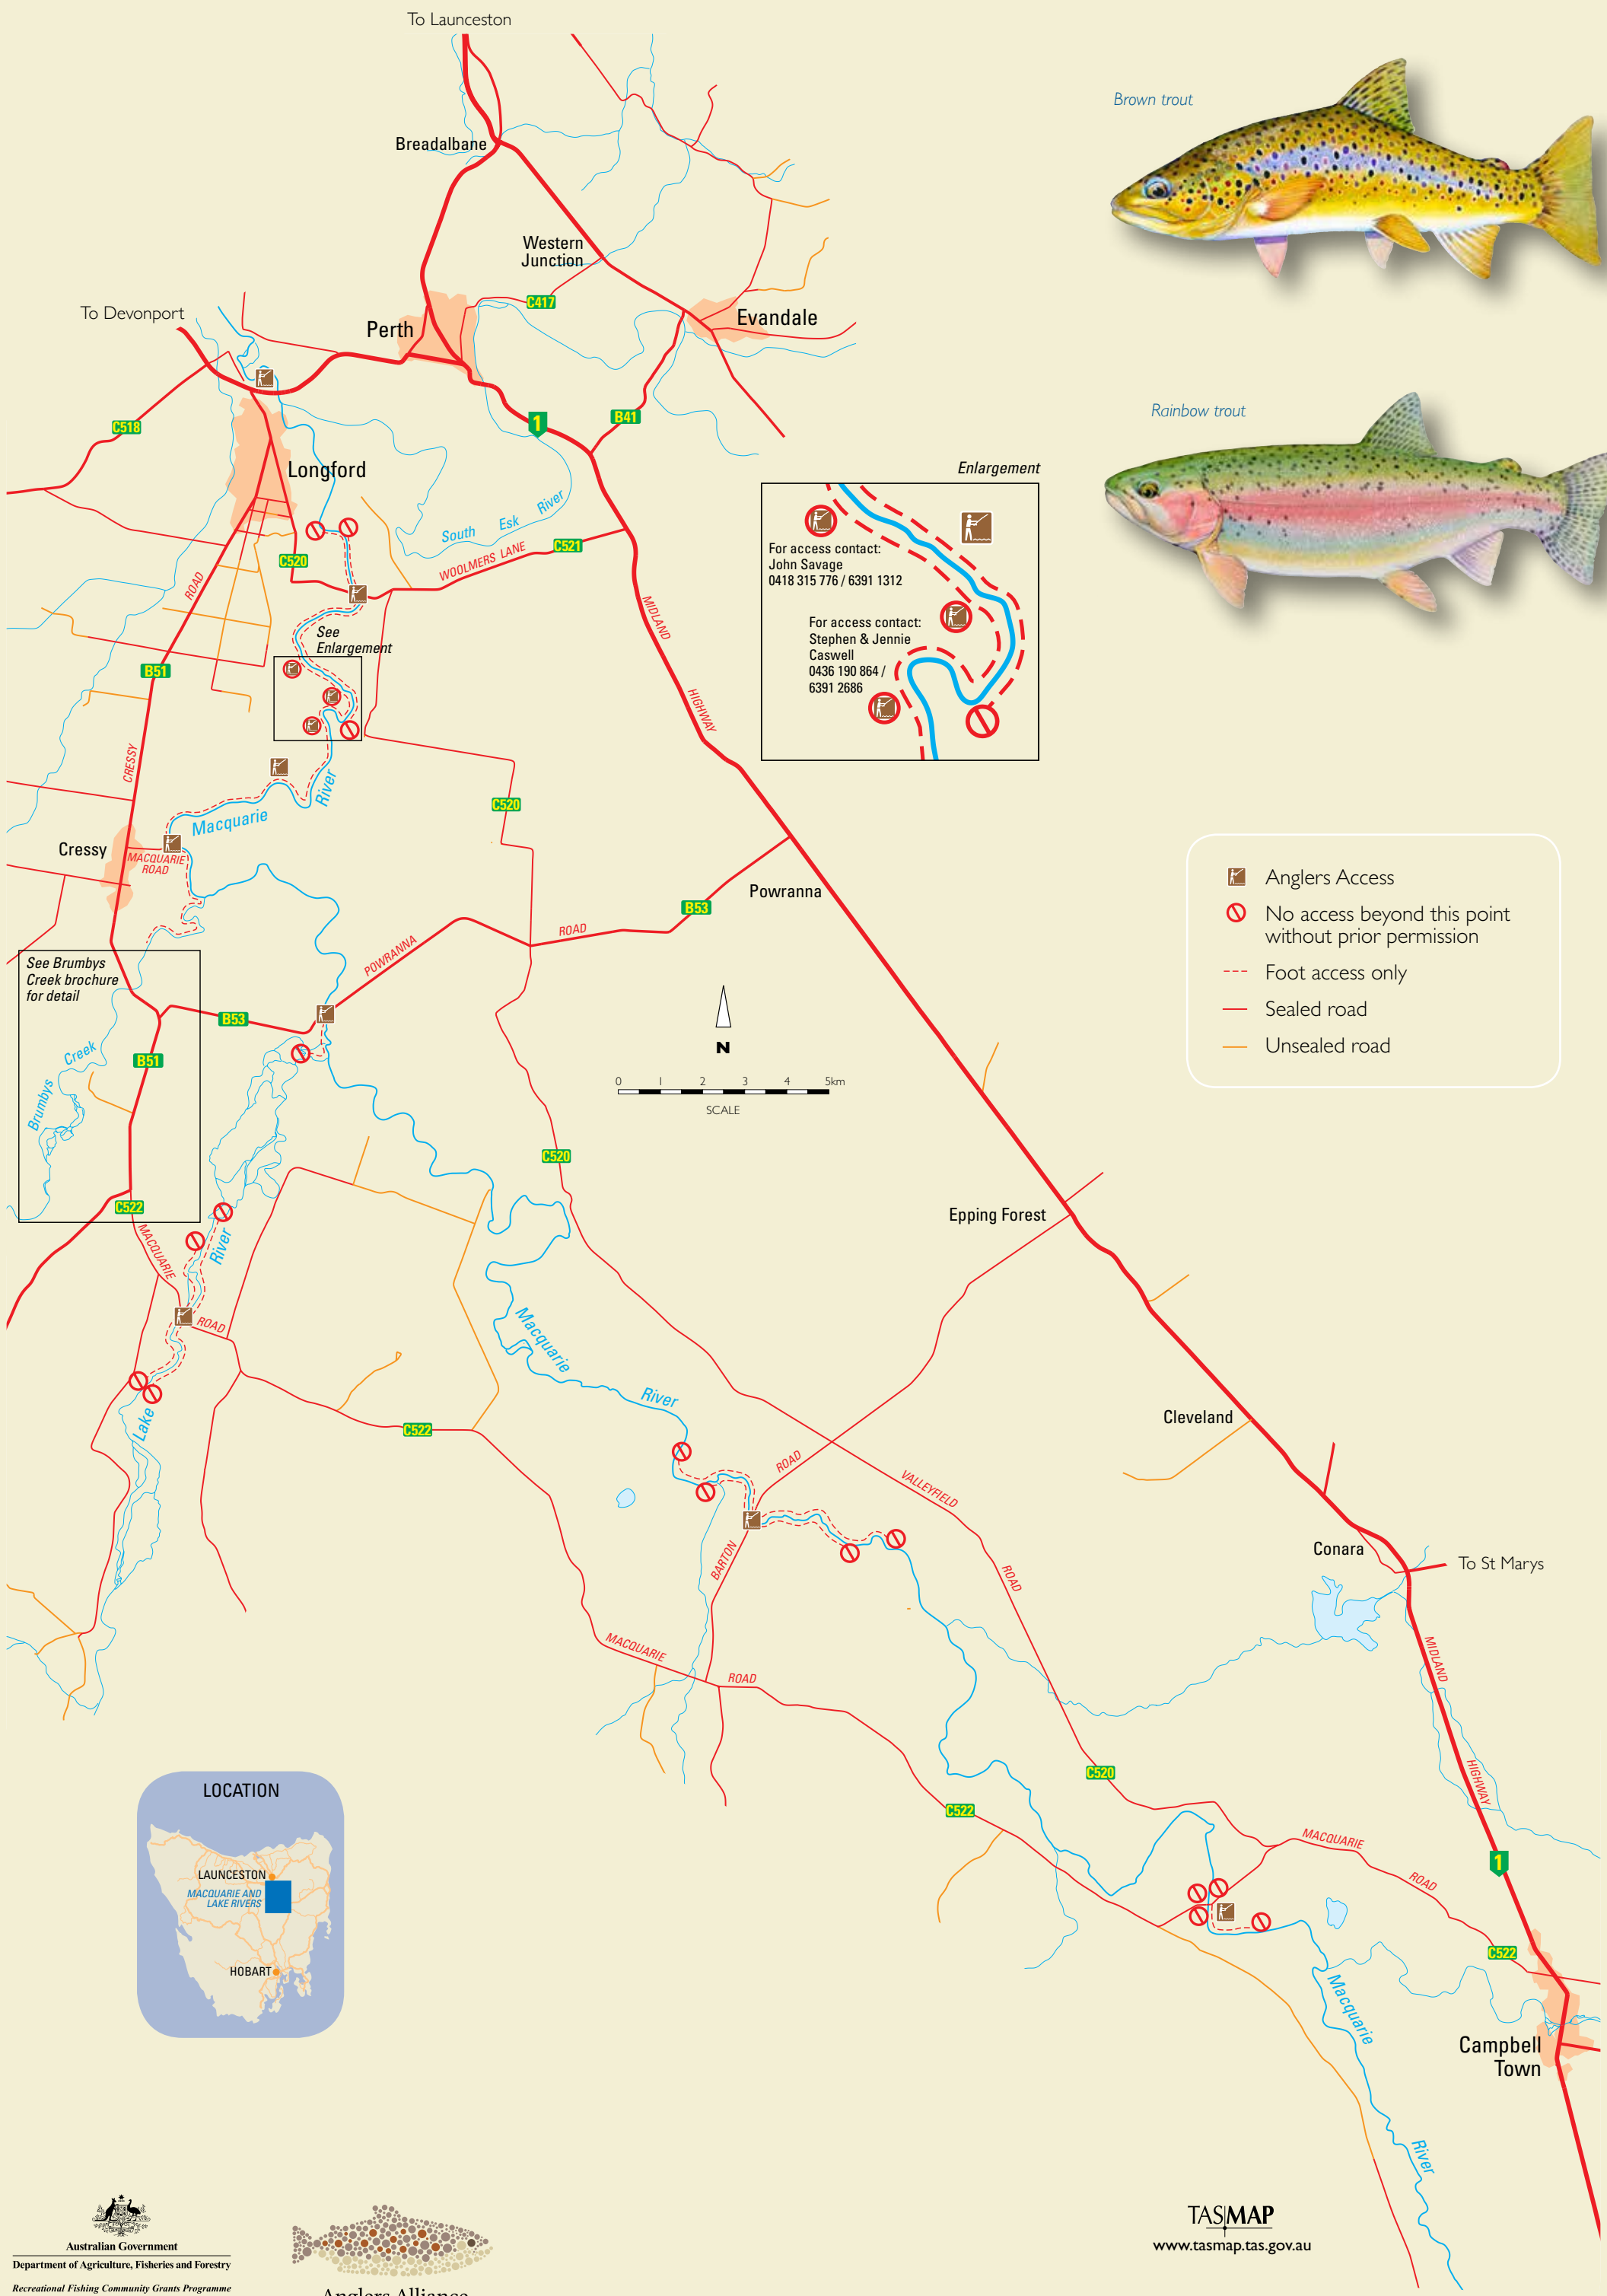 To Launceston
Brown trout
Breadalbane
Western
Junction
C417
To Devonport
Perth
Evandale
Rainbow trout
C518
1
B41
Longford
Enlargement
South Esk River
C520
WOOLMERS LANE
C521
For access contact:
John Savage
0418 315 776 / 6391 1312
For access contact:
Stephen & Jennie
Caswell
0436 190 864 /
6391 2686
ROAD
MIDLAND
HIGHWAY
See
Enlargement
B51
CRESSY
River
Macquarie
C520
Cressy
MACQUARIE
ROAD
Powranna
B53
ROAD
POWRANNA
Anglers Access
No access beyond this point
without prior permission
Foot access only
Sealed road
Unsealed road
See Brumbys
Creek brochure
for detail
B53
N
0 1 2 3 4 5km
SCALE
Creek
Brumbys
B51
C520
C522
MACQUARIE
River
ROAD
Epping Forest
Macquarie
River
Lake
C522
Cleveland
ROAD
VALLEYFIELD
ROAD
BARTON
Conara
To St Marys
MACQUARIE
ROAD
MIDLAND
HIGHWAY
C520
C522
MACQUARIE
ROAD
1
C522
LOCATION
LAUNCESTON
MACQUARIE AND
LAKE RIVERS
HOBART
Macquarie
River
Campbell
Town
Australian Government
Department of Agriculture, Fisheries and Forestry
Recreational Fishing Community Grants Programme
Anglers Alliance
TASMAP
www.tasmap.tas.gov.au